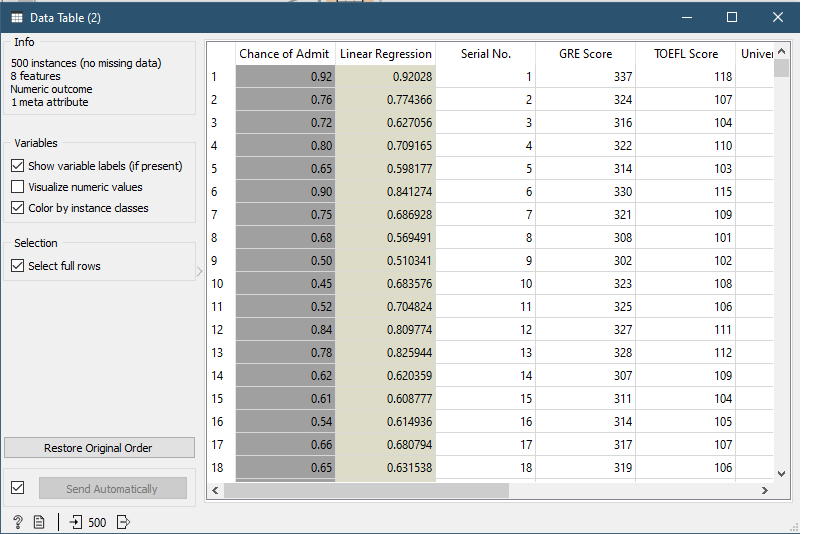 Data Table (2)
Info
500 instances (no missing data)
8 features
Numeric outcome
1 meta attribute
Variables
Show variable labels (if present)
Visualize numeric values
Color by instance classes
Selection
Select full rows
Restore Original Order
Send Automatically
? 500
Chance of Admit Linear Regression Serial No. GRE Score TOEFL Score Univer
1 0.92 0.92028 1 337 118
2 0.76 0.774366 2 324 107
3 0.72 0.627056 3 316 104
4 0.80 0.709165 4 322 110
5 0.65 0.598177 5 314 103
6 0.90 0.841274 6 330 115
7 0.75 0.686928 7 321 109
8 0.68 0.569491 8 308 101
9 0.50 0.510341 9 302 102
10 0.45 0.683576 10 323 108
11 0.52 0.704824 11 325 106
12 0.84 0.809774 12 327 111
13 0.78 0.825944 13 328 112
14 0.62 0.620359 14 307 109
15 0.61 0.608777 15 311 104
16 0.54 0.614936 16 314 105
17 0.66 0.680794 17 317 107
18 0.65 0.631538 18 319 106